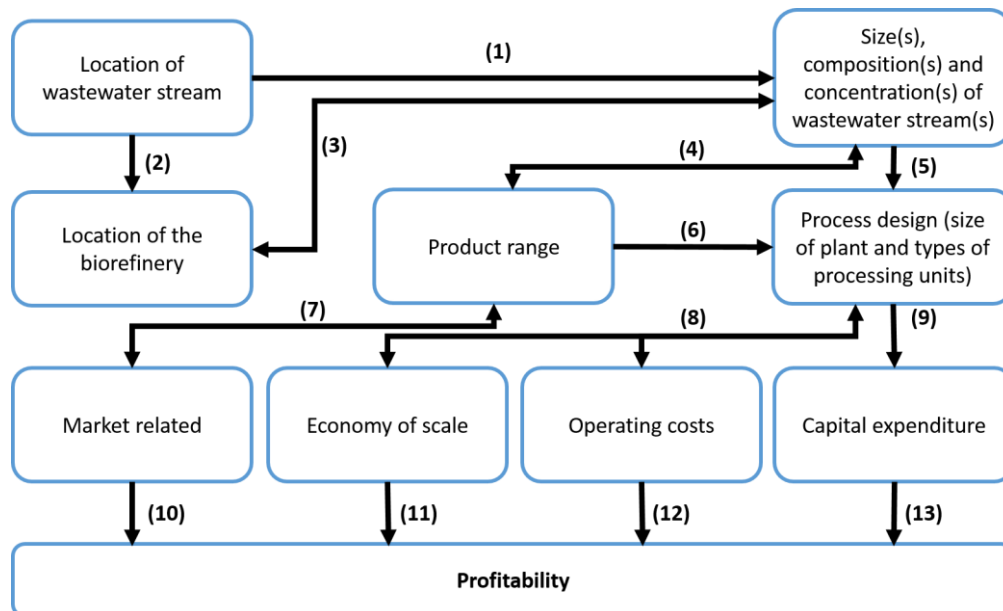 Location of
wastewater stream
(1)
Size(s),
composition(s) and
concentration(s) of
wastewater stream(s)
(2)
(3)
(4)
(5)
Location of the
biorefinery
Product range
(6)
Process design (size
of plant and types of
processing units)
(7)
(8)
(9)
Market related
Economy of scale
Operating costs
Capital expenditure
(10)
(11)
(12)
(13)
Profitability